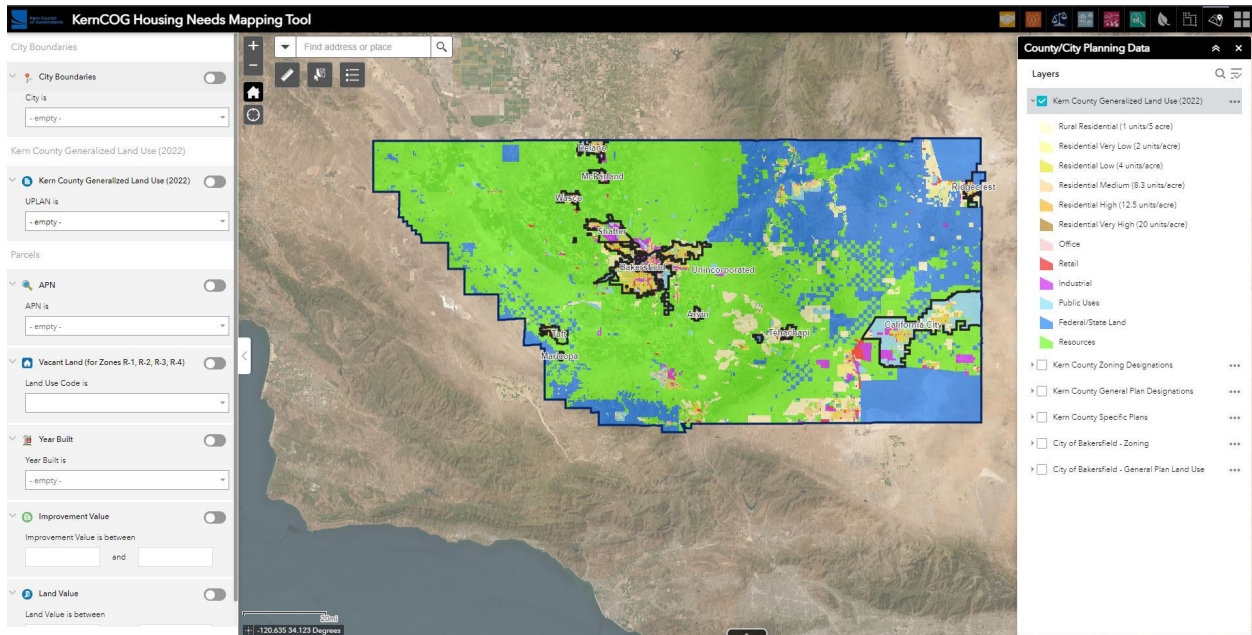 Kern Council
of Governments
KernCOG Housing Needs Mapping Tool
City Boundaries
City Boundaries
City is
- empty -
Kern County Generalized Land Use (2022)
Kern County Generalized Land Use (2022)
UPLAN is
- empty -
Parcels
APN
APN is
- empty -
Vacant Land (for Zones R-1, R-2, R-3, R-4)
Land Use Code is
Year Built
Year Built is
- empty -
Improvement Value
Improvement Value is between
and
Land Value
Land Value is between
Find address or place
Delano
McFarland
Wasco
Ridgecrest
Shafter
Bakersfield
Unincorporated
Arvin
Tehachapi
California City
Taft
Maricopa
20mi
-120.635 34.123 Degrees
County/City Planning Data
Layers
Kern County Generalized Land Use (2022)
Rural Residential (1 units/5 acre)
Residential Very Low (2 units/acre)
Residential Low (4 units/acre)
Residential Medium (8.3 units/acre)
Residential High (12.5 units/acre)
Residential Very High (20 units/acre)
Office
Retail
Industrial
Public Uses
Federal/State Land
Resources
Kern County Zoning Designations
Kern County General Plan Designations
Kern County Specific Plans
City of Bakersfield - Zoning
City of Bakersfield - General Plan Land Use